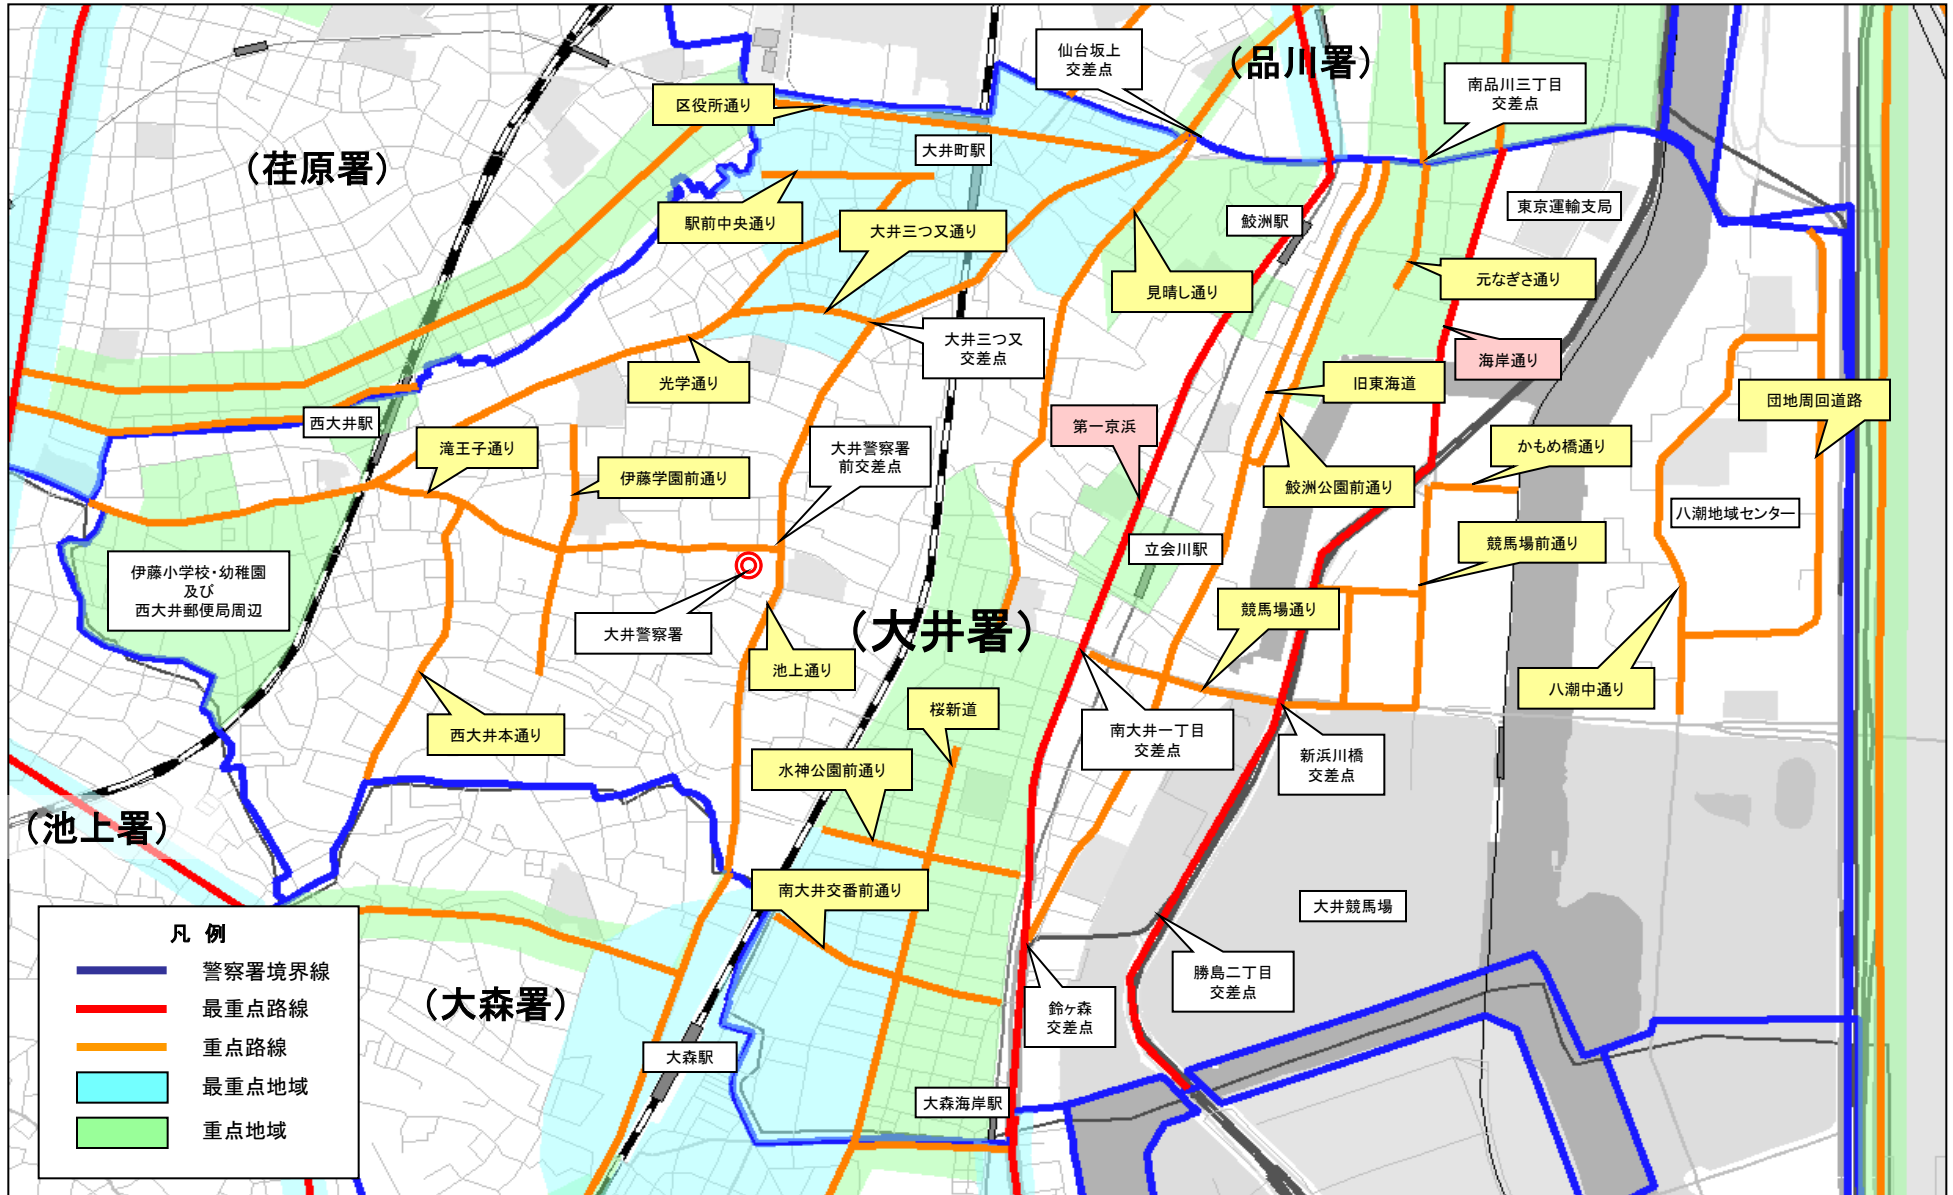 仙台坂上
交差点
(品川署)
南品川三丁目
交差点
区役所通り
大井町駅
(荏原署)
駅前中央通り
大井三つ又通り
鮫洲駅
東京運輸支局
見晴し通り
元なぎさ通り
大井三つ又
交差点
海岸通り
光学通り
旧東海道
団地周回道路
西大井駅
第一京浜
滝王子通り
大井警察署
前交差点
かもめ橋通り
伊藤学園前通り
鮫洲公園前通り
八潮地域センター
立会川駅
競馬場前通り
伊藤小学校・幼稚園
及び
西大井郵便局周辺
大井警察署
(大井署)
競馬場通り
池上通り
八潮中通り
桜新道
西大井本通り
南大井一丁目
交差点
新浜川橋
交差点
水神公園前通り
(池上署)
南大井交番前通り
大井競馬場
凡 例
警察署境界線
最重点路線
重点路線
最重点地域
重点地域
(大森署)
勝島二丁目
交差点
鈴ヶ森
交差点
大森駅
大森海岸駅